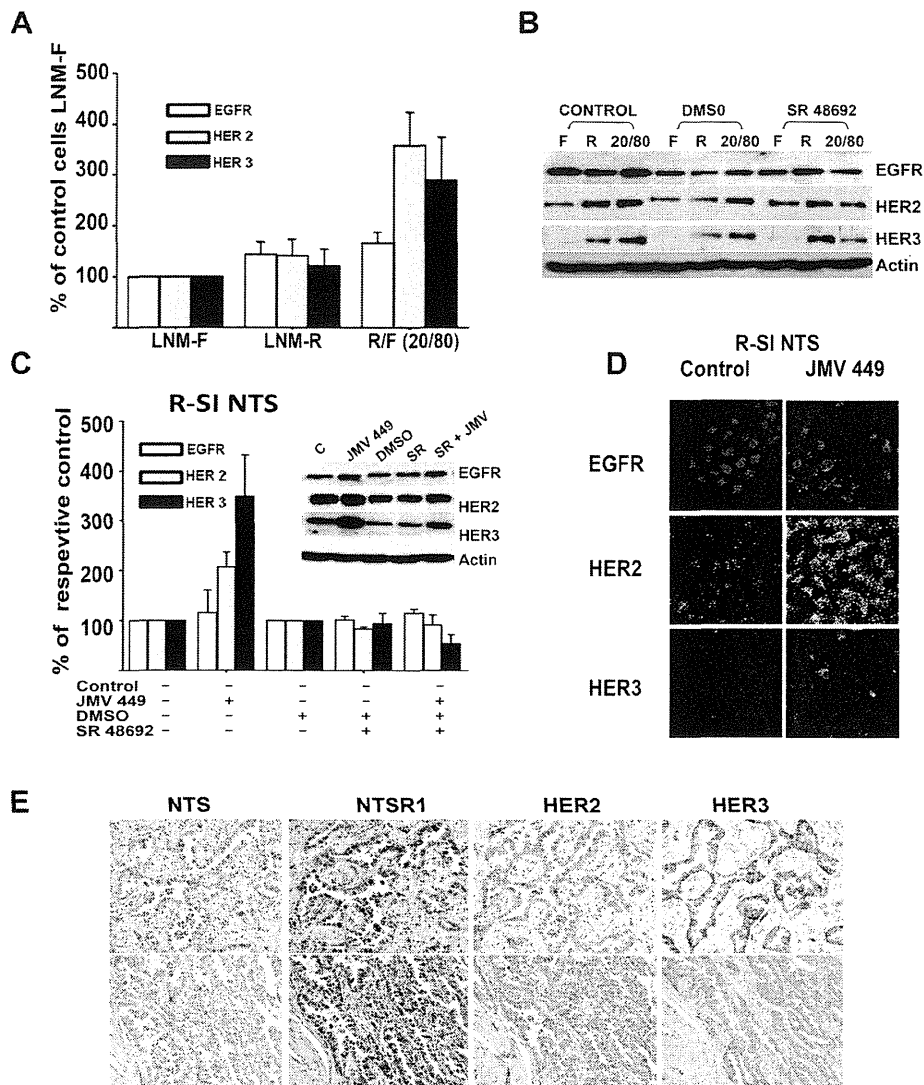 A
% of control cells LNM-F
500
400
300
200
100
EGFR
HER 2
HER 3
LNM-F LNM-R R/F (20/80)
B
CONTROL DMS0 SR 48692
F R 20/80 F R 20/80 F R 20/80
EGFR
HER2
HER3
Actin
C
R-SI NTS
% of respevtive control
500
400
300
200
100
EGFR
HER 2
HER 3
C JMV 449 DMSO SR SR + JMV
EGFR
HER2
HER3
Actin
Control – – – – –
JMV 449 – + – – +
DMSO – – + + +
SR 48692 – – – + +
D
R-SI NTS
Control JMV 449
EGFR
HER2
HER3
E
NTS NTSR1 HER2 HER3